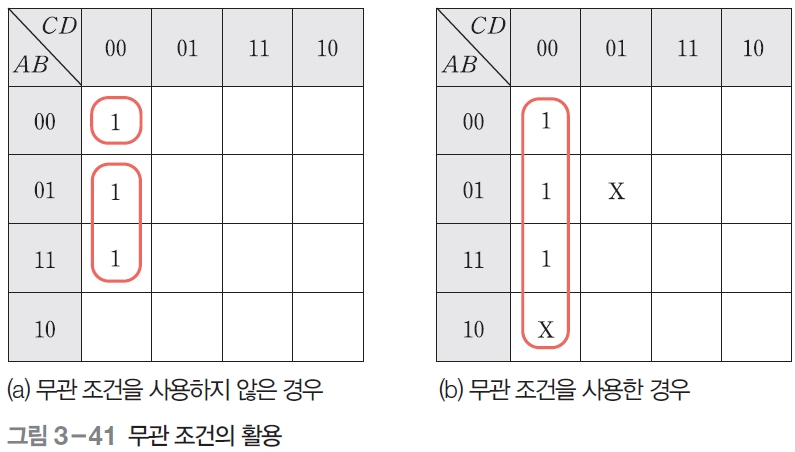 CD 00 01 11 10
AB
00 1
01 1
11 1
10
(a) 무관 조건을 사용하지 않은 경우
CD 00 01 11 10
AB
00 1
01 1 X
11 1
10 X
(b) 무관 조건을 사용한 경우
그림 3-41 무관 조건의 활용